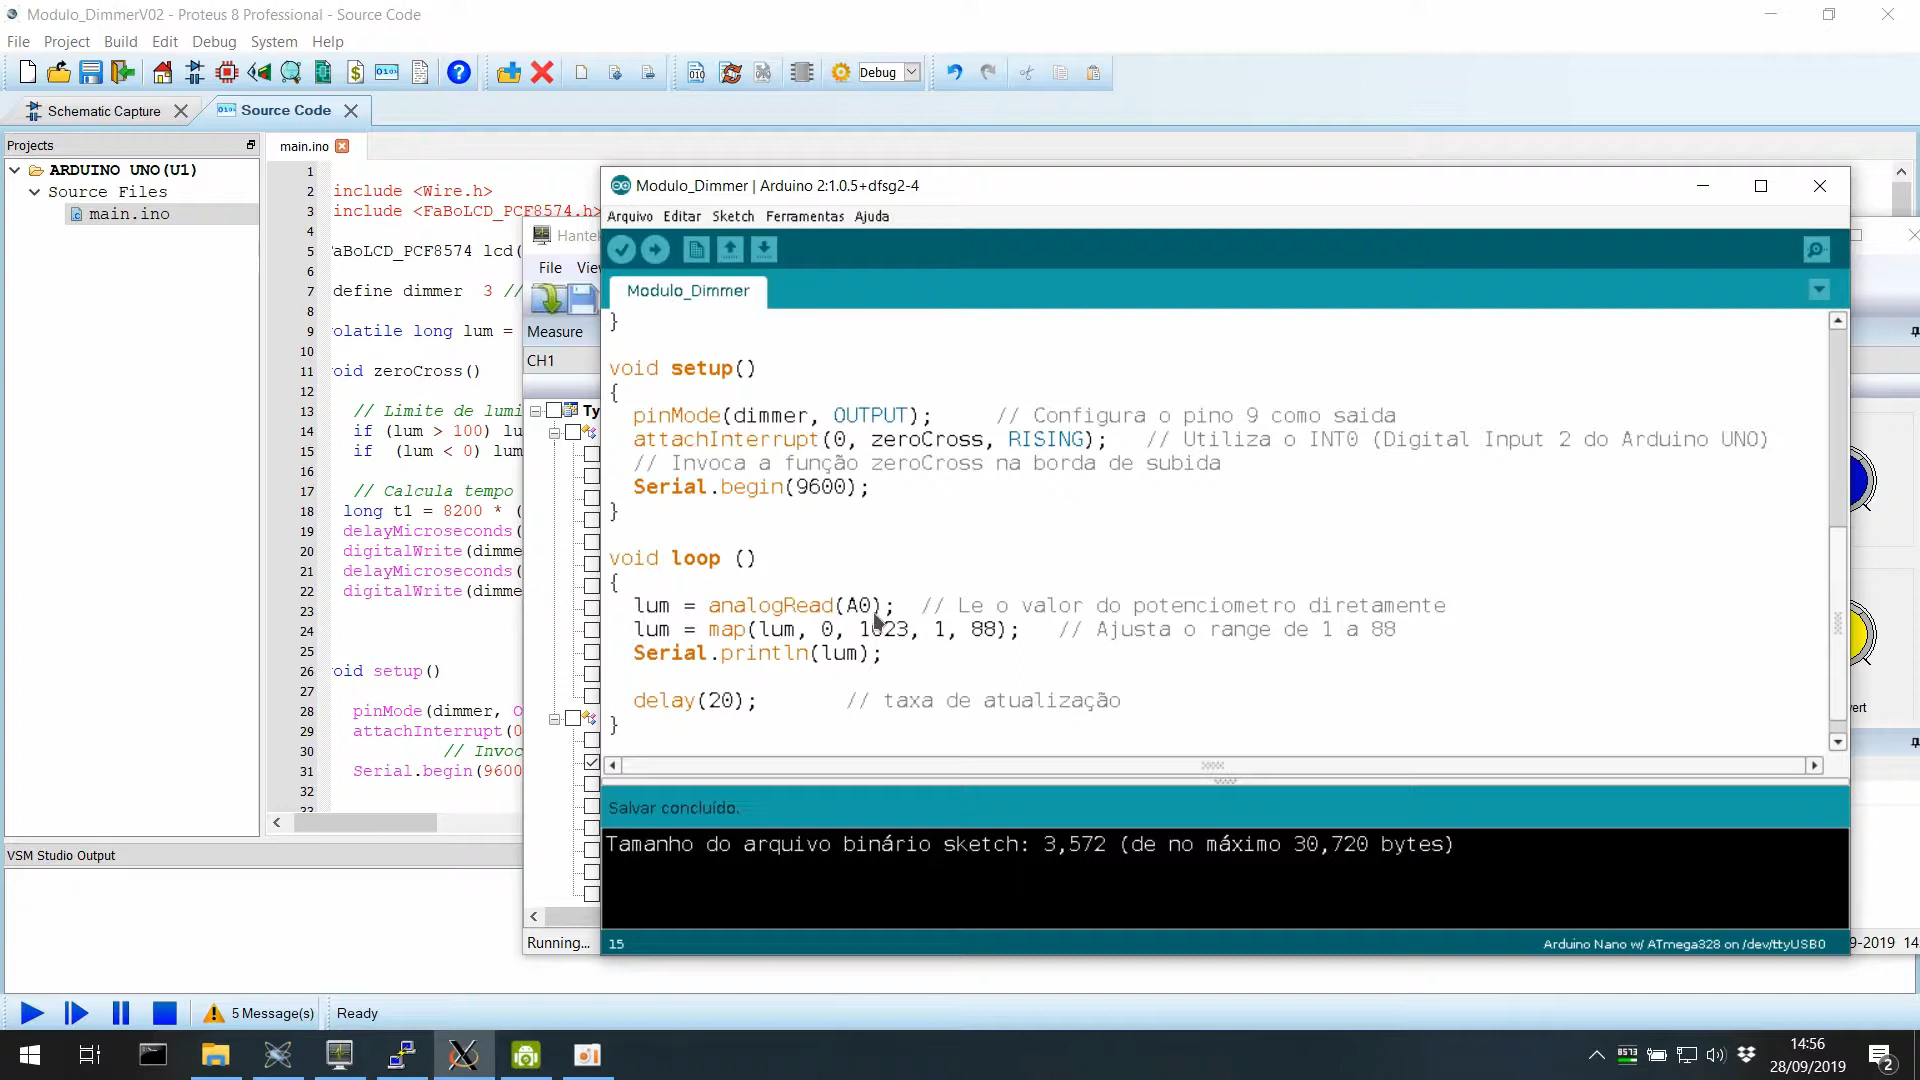 Modulo_DimmerV02 - Proteus 8 Professional - Source Code
File Project Build Edit Debug System Help
Debug
Schematic Capture
Source Code
Projects
ARDUINO UNO(U1)
Source Files
main.ino
main.ino
1
2 include <Wire.h>
3 include <FaBoLCD_PCF8574.h>
4
5 FaBoLCD_PCF8574 lcd(
6
7 define dimmer 3 //
8
9 olatile long lum =
10
11 oid zeroCross()
12
13 // Limite de lumi
14 if (lum > 100) lu
15 if (lum < 0) lum
16
17 // Calcula tempo
18 long t1 = 8200 * (
19 delayMicroseconds(
20 digitalWrite(dimme
21 delayMicroseconds(
22 digitalWrite(dimme
23
24
25
26 oid setup()
27
28 pinMode(dimmer, O
29 attachInterrupt(0
30 // Invoc
31 Serial.begin(9600
32
33
VSM Studio Output
5 Message(s)
Ready
Hantek
File View
Measure
CH1
Ty
Running...
Modulo_Dimmer | Arduino 2:1.0.5+dfsg2-4
Arquivo Editar Sketch Ferramentas Ajuda
Modulo_Dimmer
}
void setup()
{
pinMode(dimmer, OUTPUT); // Configura o pino 9 como saida
attachInterrupt(0, zeroCross, RISING); // Utiliza o INT0 (Digital Input 2 do Arduino UNO)
// Invoca a função zeroCross na borda de subida
Serial.begin(9600);
}
void loop ()
{
lum = analogRead(A0); // Le o valor do potenciometro diretamente
lum = map(lum, 0, 1023, 1, 88); // Ajusta o range de 1 a 88
Serial.println(lum);
delay(20); // taxa de atualização
}
Salvar concluído.
Tamanho do arquivo binário sketch: 3,572 (de no máximo 30,720 bytes)
15
Arduino Nano w/ ATmega328 on /dev/ttyUSB0
vert
9-2019 14
14:56
28/09/2019
2